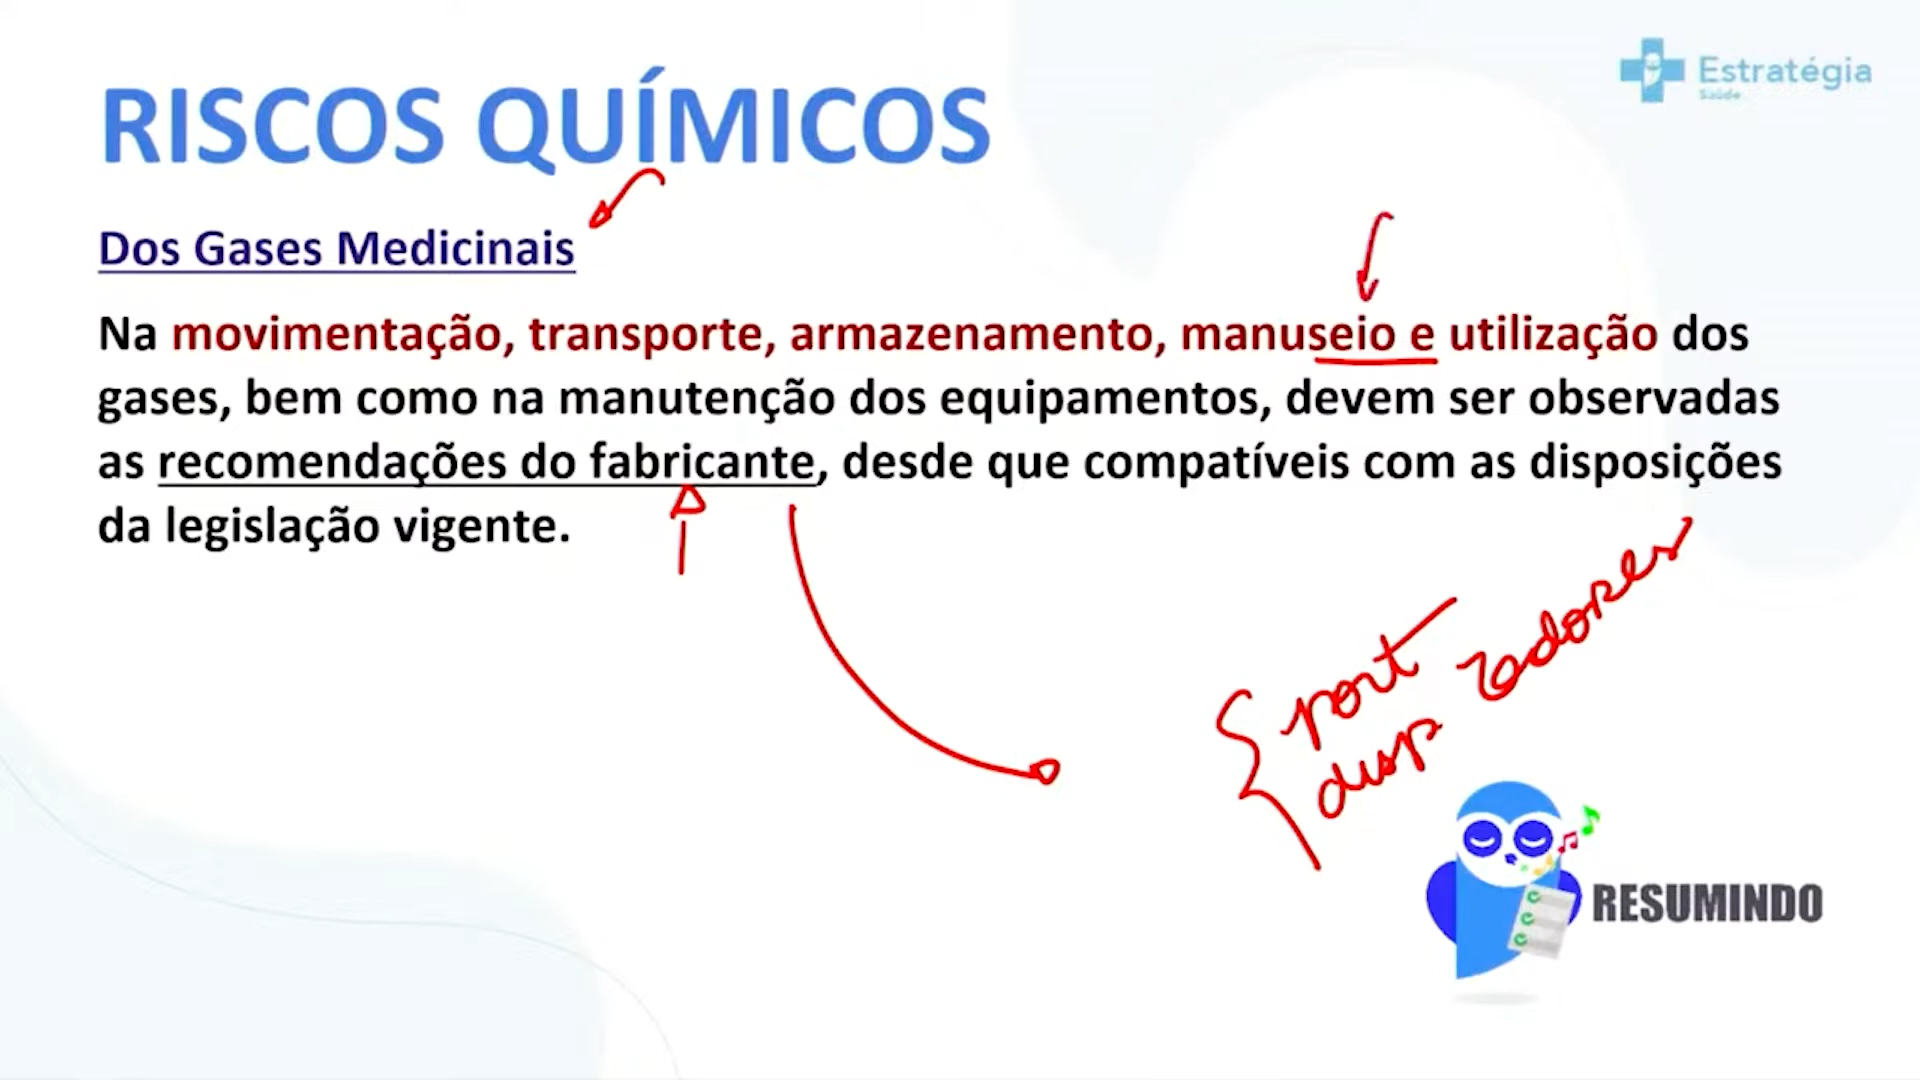 Estratégia
Saúde
RISCOS QUÍMICOS
Dos Gases Medicinais
Na movimentação, transporte, armazenamento, manuseio e utilização dos
gases, bem como na manutenção dos equipamentos, devem ser observadas
as recomendações do fabricante, desde que compatíveis com as disposições
da legislação vigente.
port
disp
RESUMINDO